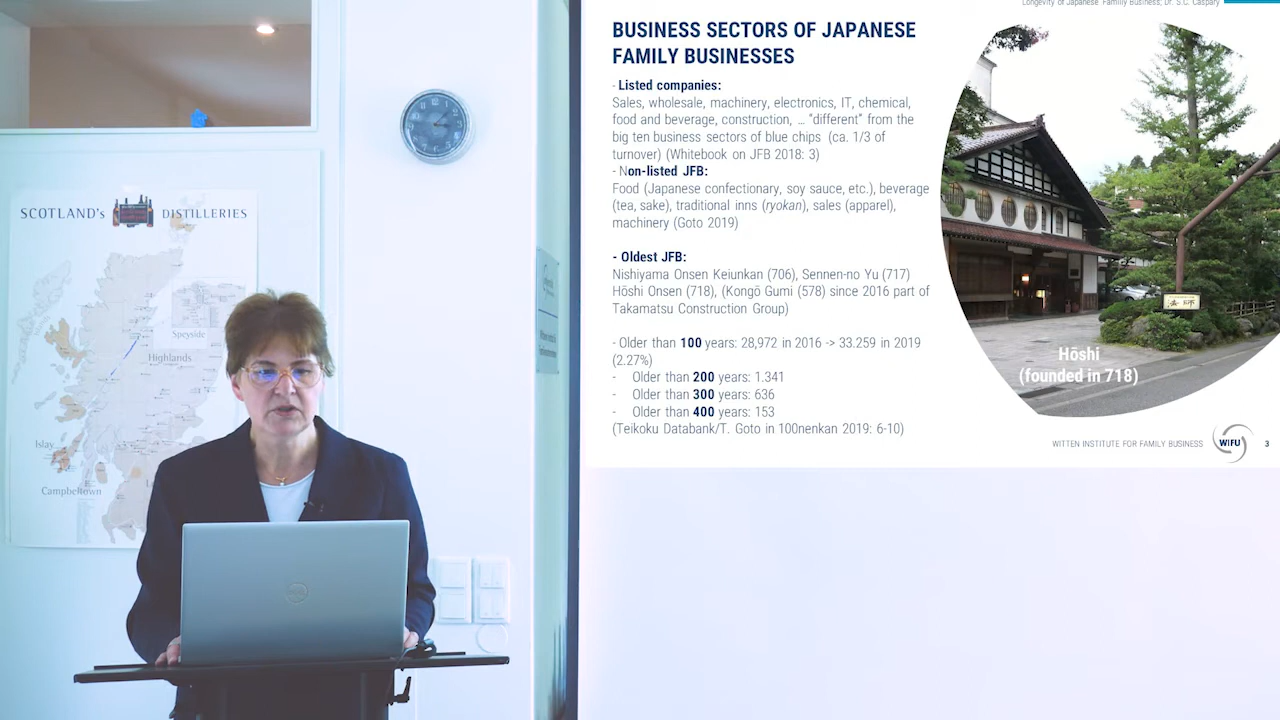 Longevity of Japanese Family Business; Dr. S.C. Caspary
BUSINESS SECTORS OF JAPANESE
FAMILY BUSINESSES
- Listed companies:
Sales, wholesale, machinery, electronics, IT, chemical,
food and beverage, construction, … "different" from the
big ten business sectors of blue chips (ca. 1/3 of
turnover) (Whitebook on JFB 2018: 3)
- Non-listed JFB:
Food (Japanese confectionary, soy sauce, etc.), beverage
(tea, sake), traditional inns (ryokan), sales (apparel),
machinery (Goto 2019)
- Oldest JFB:
Nishiyama Onsen Keiunkan (706), Sennen-no Yu (717)
Hōshi Onsen (718), (Kongō Gumi (578) since 2016 part of
Takamatsu Construction Group)
- Older than 100 years: 28,972 in 2016 -> 33.259 in 2019
(2.27%)
- Older than 200 years: 1.341
- Older than 300 years: 636
- Older than 400 years: 153
(Teikoku Databank/T. Goto in 100nenkan 2019: 6-10)
Hōshi
(founded in 718)
WITTEN INSTITUTE FOR FAMILY BUSINESS
WIFU
3
SCOTLAND's DISTILLERIES
Speyside
Highlands
Islay
Campbeltown